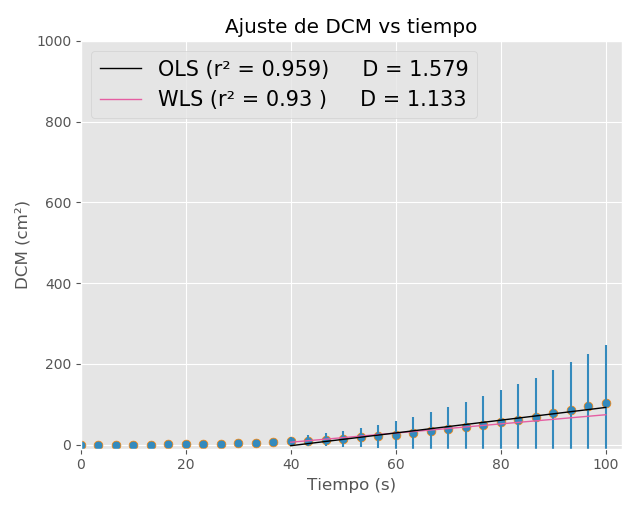 Ajuste de DCM vs tiempo
OLS (r² = 0.959) D = 1.579
WLS (r² = 0.93 ) D = 1.133
DCM (cm²)
1000
800
600
400
200
0
0 20 40 60 80 100
Tiempo (s)